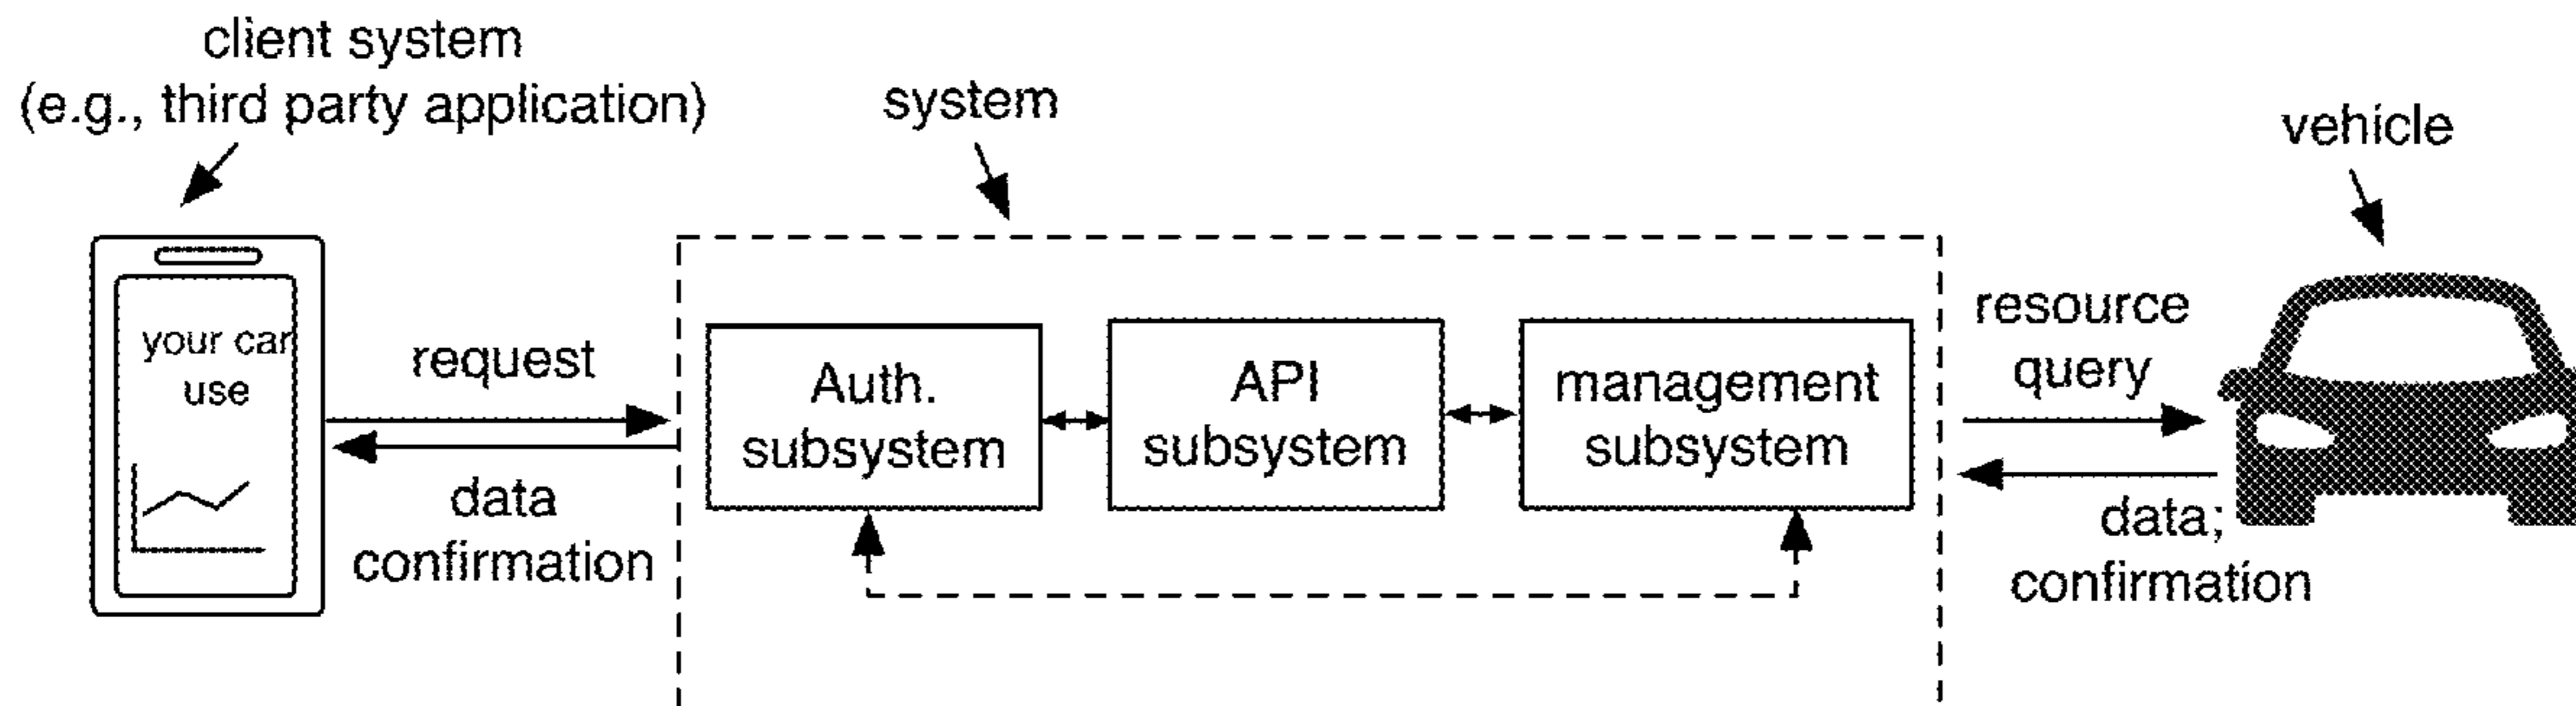 client system
(e.g., third party application)
system
vehicle
your car
use
request
data
confirmation
Auth.
subsystem
API
subsystem
management
subsystem
resource
query
data;
confirmation